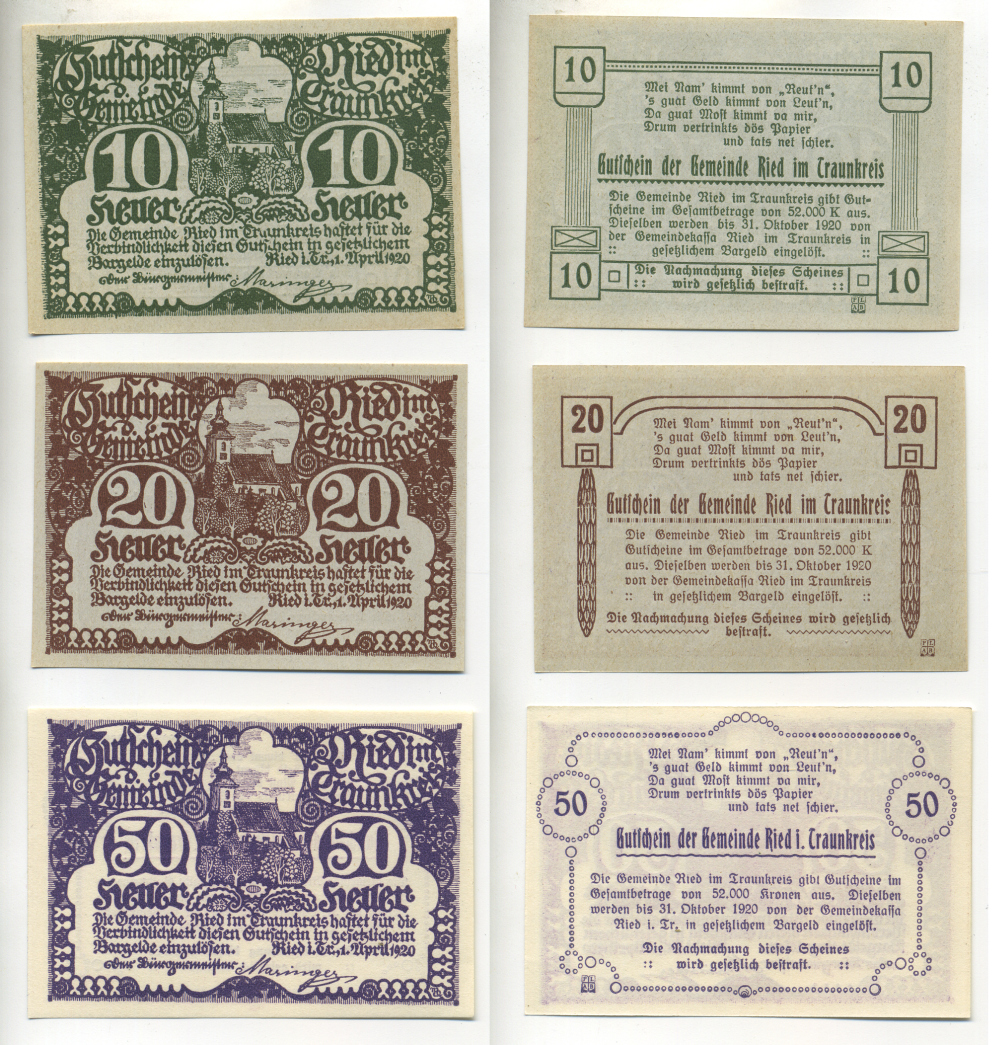 Gutschein Ried im
Gemeinde Traunkreis
10 10
Heller Heller
Die Gemeinde Ried im Traunkreis haftet für die
Verbindlichkeit diesen Gutschein in gesetzlichem
Bargelde einzulösen. Ried i. Tr., 1. April 1920
Der Bürgermeister: Maringer
10 10
Mei Nam' kimmt von „Reut'n“,
's guat Geld kimmt von Leut'n,
Da guat Most kimmt va mir,
Drum vertrinkts dös Papier
und tats net schier.
Gutschein der Gemeinde Ried im Traunkreis
Die Gemeinde Ried im Traunkreis gibt Gut-
scheine im Gesamtbetrage von 52.000 K aus.
Dieselben werden bis 31. Oktober 1920 von
der Gemeindekassa Ried im Traunkreis in
:: gesetzlichem Bargeld eingelöst. ::
10 10
Die Nachmachung dieses Scheines
:: wird gesetzlich bestraft. ::
Gutschein Ried im
Gemeinde Traunkreis
20 20
Heller Heller
Die Gemeinde Ried im Traunkreis haftet für die
Verbindlichkeit diesen Gutschein in gesetzlichem
Bargelde einzulösen. Ried i. Tr., 1. April 1920
Der Bürgermeister: Maringer
20 20
Mei Nam' kimmt von „Reut'n“,
's guat Geld kimmt von Leut'n,
Da guat Most kimmt va mir,
Drum vertrinkts dös Papier
und tats net schier.
Gutschein der Gemeinde Ried im Traunkreis
Die Gemeinde Ried im Traunkreis gibt
Gutscheine im Gesamtbetrage von 52.000 K
aus. Dieselben werden bis 31. Oktober 1920
von der Gemeindekassa Ried im Traunkreis
:: in gesetzlichem Bargeld eingelöst. ::
Die Nachmachung dieses Scheines wird gesetzlich
bestraft.
Gutschein Ried im
Gemeinde Traunkreis
50 50
Heller Heller
Die Gemeinde Ried im Traunkreis haftet für die
Verbindlichkeit diesen Gutschein in gesetzlichem
Bargelde einzulösen. Ried i. Tr., 1. April 1920
Der Bürgermeister: Maringer
Mei Nam' kimmt von „Reut'n“,
's guat Geld kimmt von Leut'n,
Da guat Most kimmt va mir,
Drum vertrinkts dös Papier
und tats net schier.
50 50
Gutschein der Gemeinde Ried i. Traunkreis
Die Gemeinde Ried im Traunkreis gibt Gutscheine im
Gesamtbetrage von 52.000 Kronen aus. Dieselben
werden bis 31. Oktober 1920 von der Gemeindekassa
Ried i. Tr. in gesetzlichem Bargeld eingelöst.
Die Nachmachung dieses Scheines
:: wird gesetzlich bestraft. ::